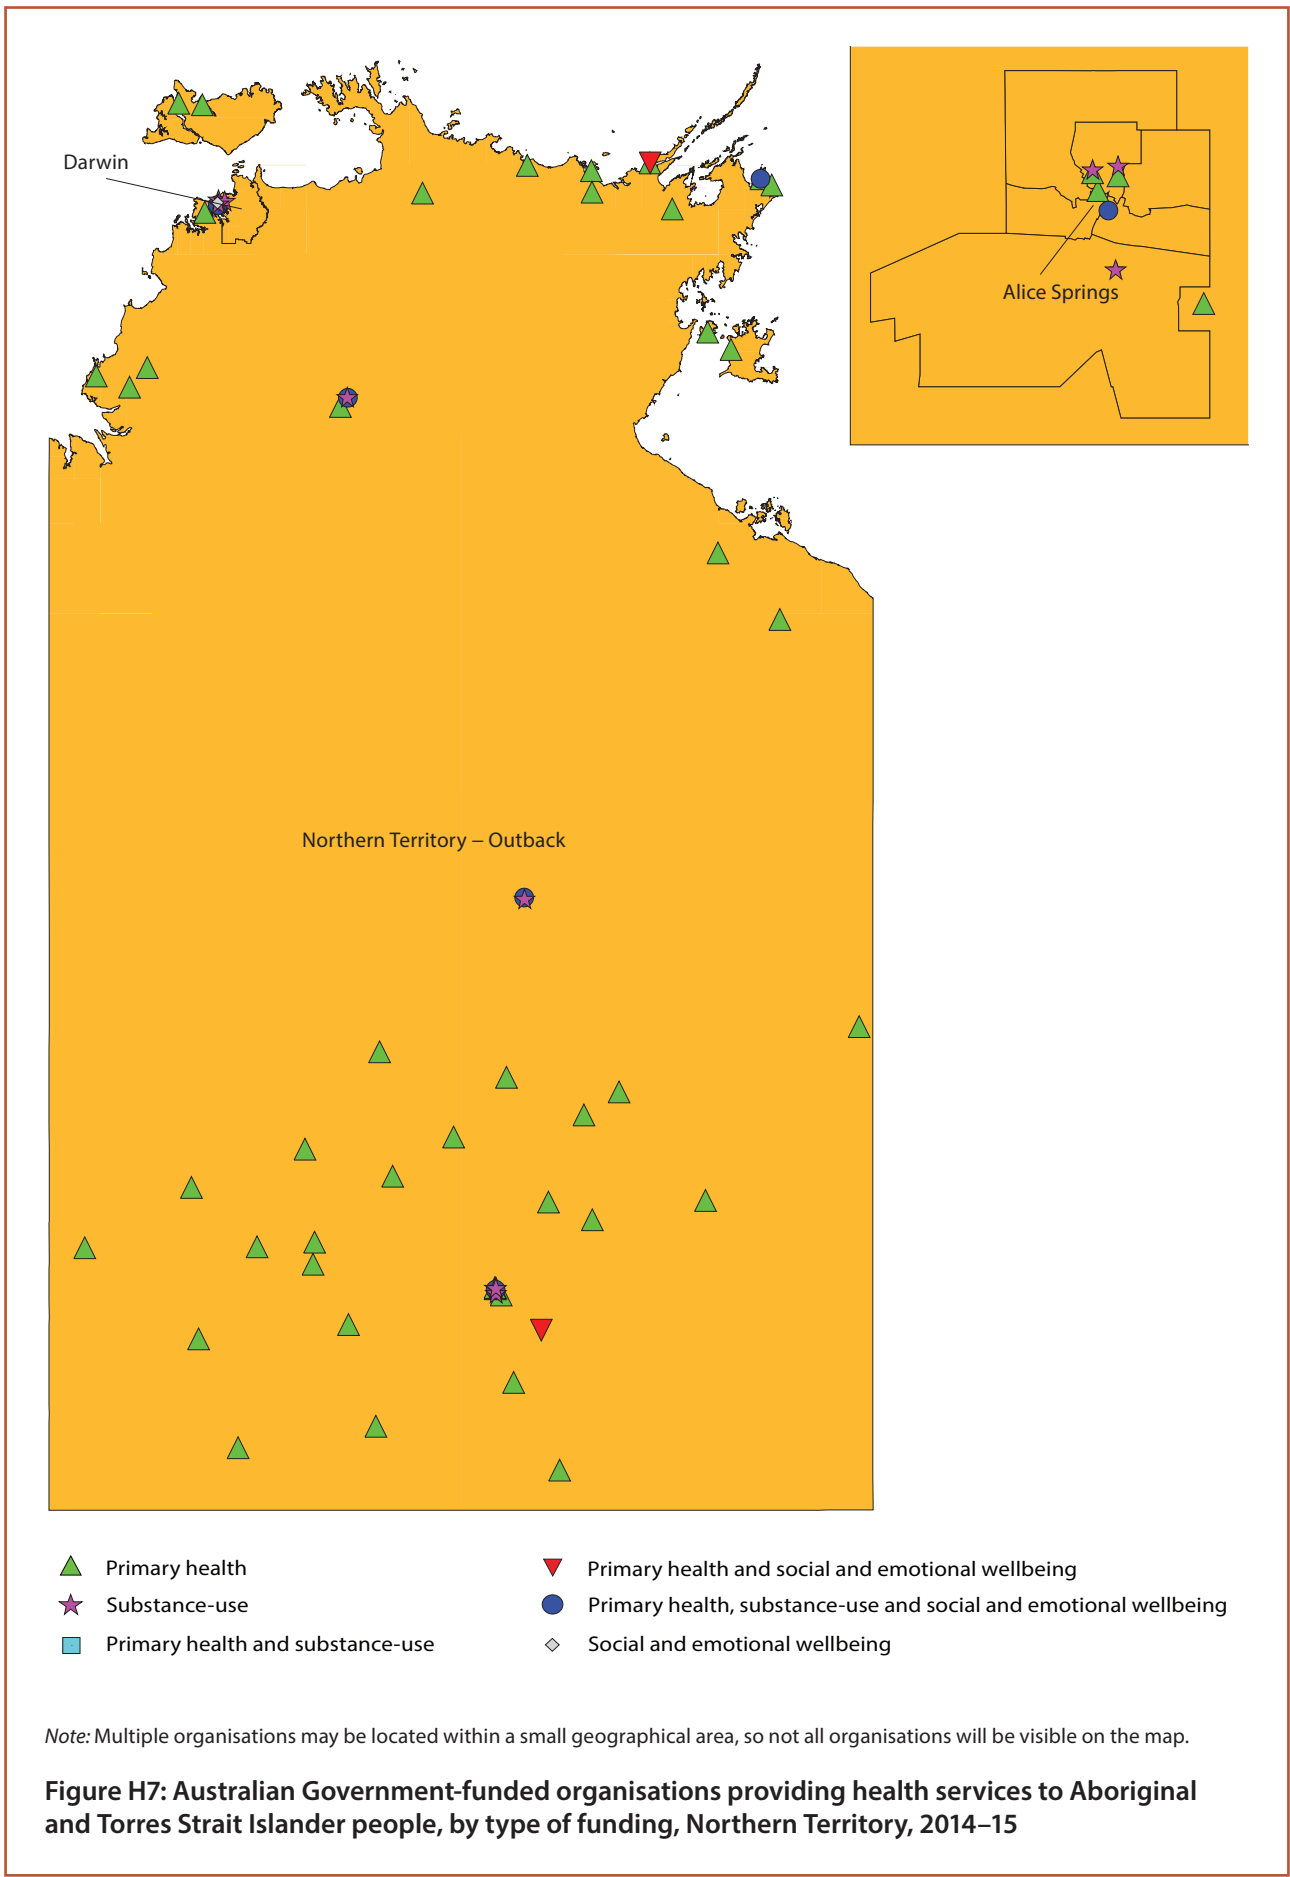 Darwin
Alice Springs
Northern Territory – Outback
Primary health
Primary health and social and emotional wellbeing
Substance-use
Primary health, substance-use and social and emotional wellbeing
Primary health and substance-use
Social and emotional wellbeing
Note: Multiple organisations may be located within a small geographical area, so not all organisations will be visible on the map.
Figure H7: Australian Government-funded organisations providing health services to Aboriginal
and Torres Strait Islander people, by type of funding, Northern Territory, 2014–15